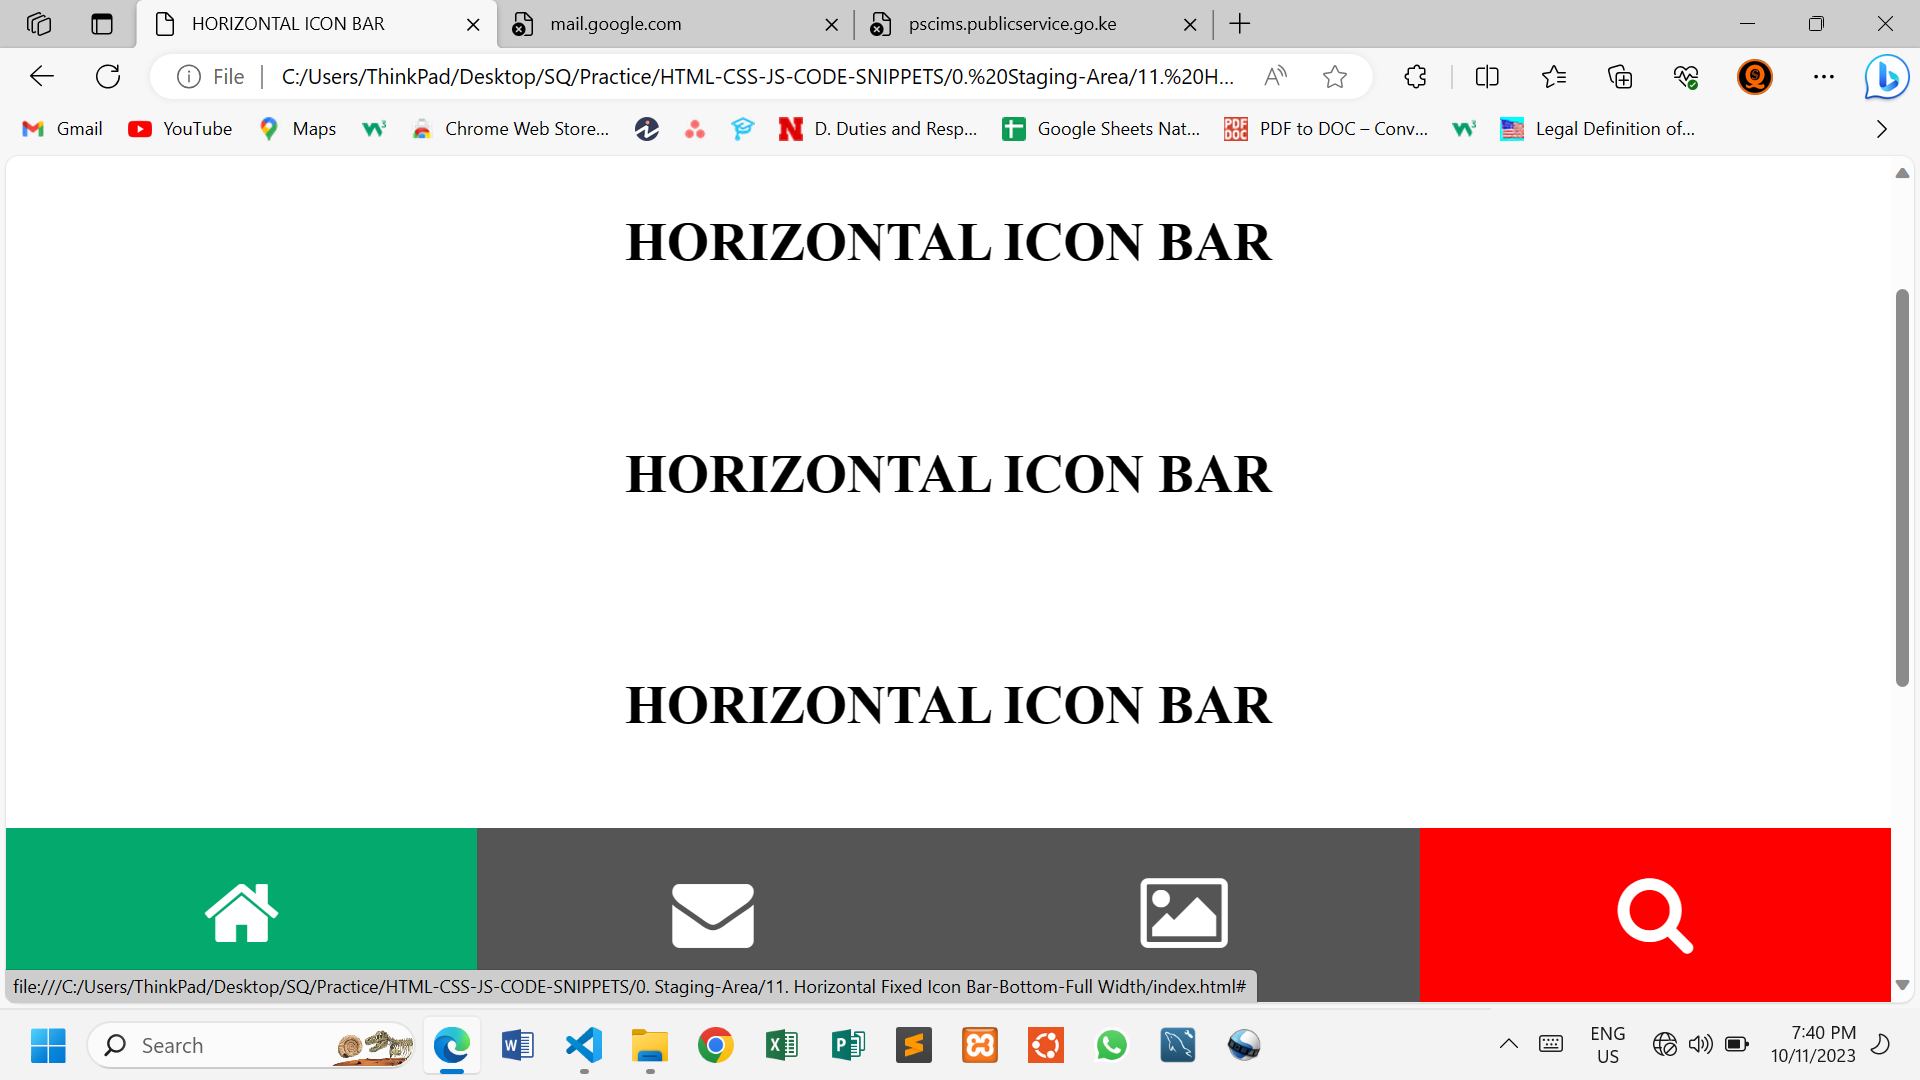 HORIZONTAL ICON BAR
mail.google.com
pscims.publicservice.go.ke
File
C:/Users/ThinkPad/Desktop/SQ/Practice/HTML-CSS-JS-CODE-SNIPPETS/0.%20Staging-Area/11.%20H...
Gmail
YouTube
Maps
Chrome Web Store...
D. Duties and Resp...
Google Sheets Nat...
PDF to DOC – Conv...
Legal Definition of...
HORIZONTAL ICON BAR
HORIZONTAL ICON BAR
HORIZONTAL ICON BAR
file:///C:/Users/ThinkPad/Desktop/SQ/Practice/HTML-CSS-JS-CODE-SNIPPETS/0. Staging-Area/11. Horizontal Fixed Icon Bar-Bottom-Full Width/index.html#
Search
ENG
US
7:40 PM
10/11/2023